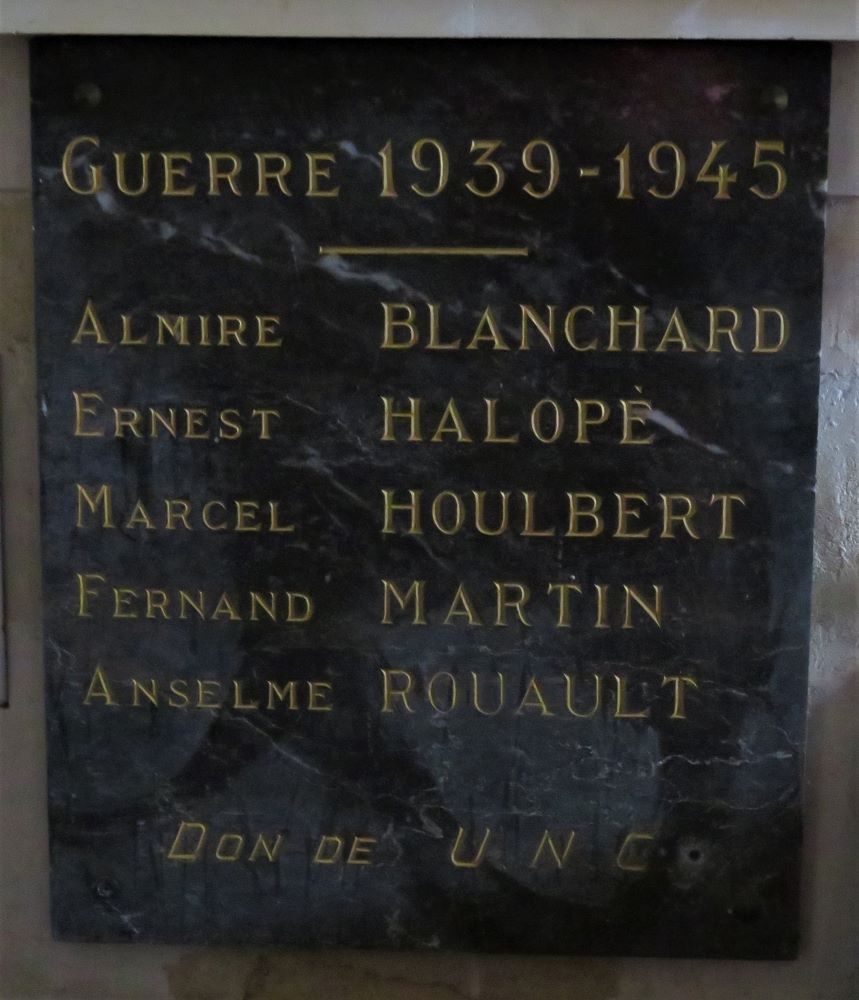 GUERRE 1939-1945
ALMIRE BLANCHARD
ERNEST HALOPÉ
MARCEL HOULBERT
FERNAND MARTIN
ANSELME ROUAULT
DON DE U N C